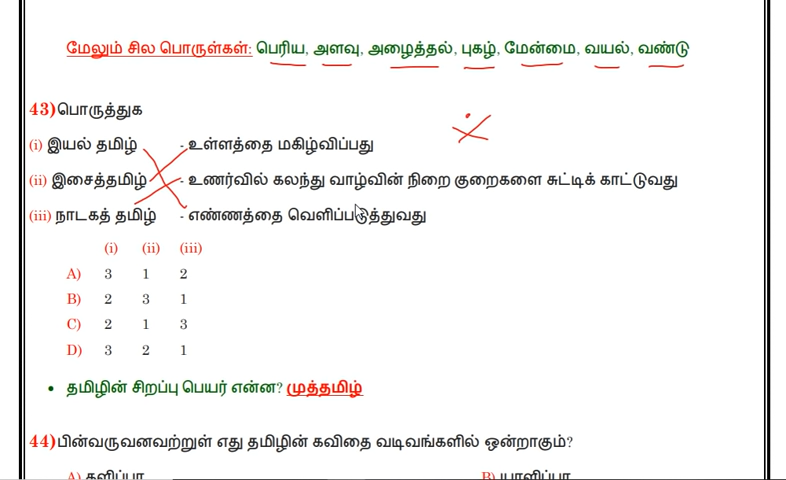 மேலும் சில பொருள்கள்: பெரிய, அளவு, அழைத்தல், புகழ், மேன்மை, வயல், வண்டு
43)பொருத்துக
(i) இயல் தமிழ் - உள்ளத்தை மகிழ்விப்பது
(ii) இசைத்தமிழ் - உணர்வில் கலந்து வாழ்வின் நிறை குறைகளை சுட்டிக் காட்டுவது
(iii) நாடகத் தமிழ் - எண்ணத்தை வெளிப்படுத்துவது
(i) (ii) (iii)
A) 3 1 2
B) 2 3 1
C) 2 1 3
D) 3 2 1
• தமிழின் சிறப்பு பெயர் என்ன? முத்தமிழ்
44)பின்வருவனவற்றுள் எது தமிழின் கவிதை வடிவங்களில் ஒன்றாகும்?
A) களிப்பா B) யாளிப்பா